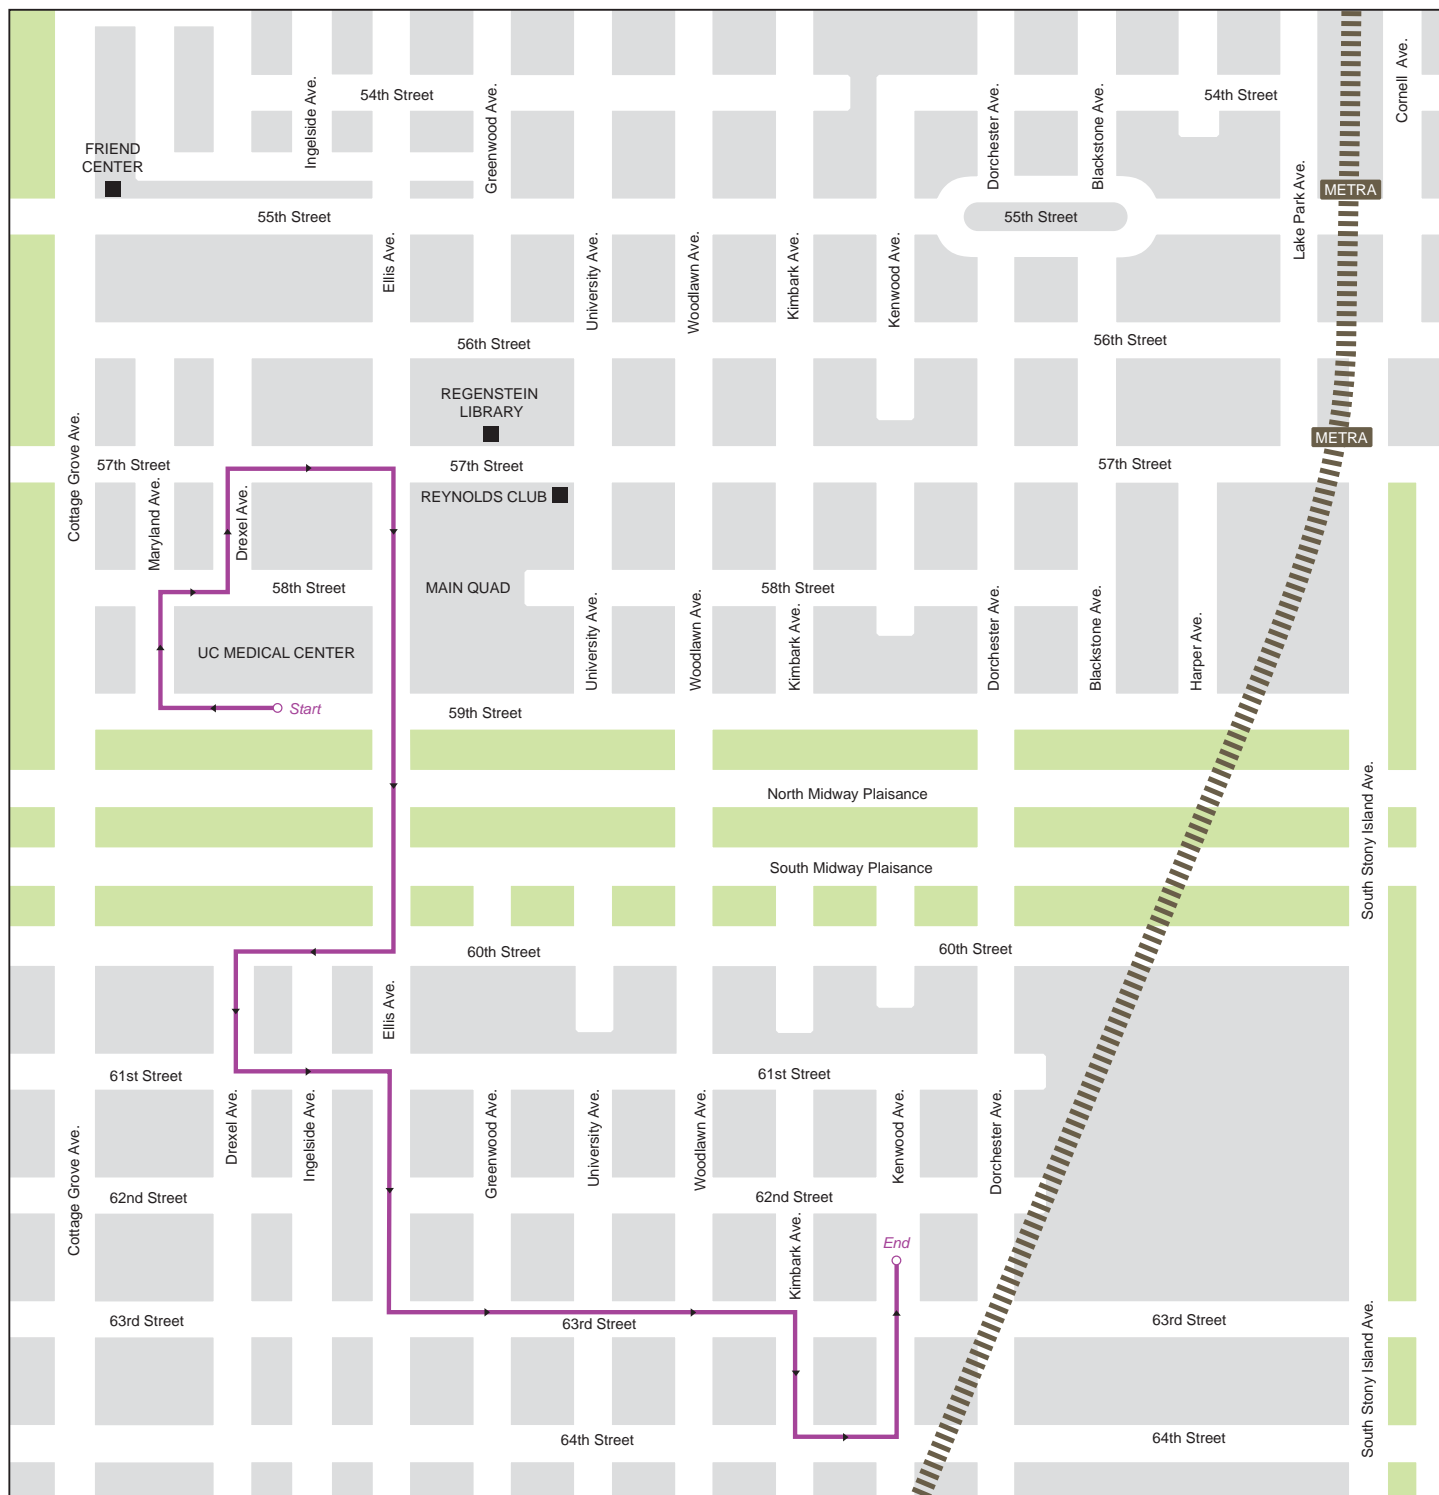 Ingelside Ave.
54th Street
Greenwood Ave.
Dorchester Ave.
Blackstone Ave.
54th Street
Cornell Ave.
FRIEND
CENTER
METRA
55th Street
55th Street
Lake Park Ave.
Ellis Ave.
University Ave.
Woodlawn Ave.
Kimbark Ave.
Kenwood Ave.
56th Street
56th Street
REGENSTEIN
LIBRARY
METRA
Cottage Grove Ave.
57th Street
57th Street
57th Street
REYNOLDS CLUB
Maryland Ave.
Drexel Ave.
58th Street
MAIN QUAD
58th Street
University Ave.
Woodlawn Ave.
Kimbark Ave.
Dorchester Ave.
Blackstone Ave.
Harper Ave.
UC MEDICAL CENTER
Start
59th Street
North Midway Plaisance
South Midway Plaisance
South Stony Island Ave.
60th Street
60th Street
Ellis Ave.
61st Street
61st Street
Cottage Grove Ave.
Drexel Ave.
Ingelside Ave.
Greenwood Ave.
University Ave.
Woodlawn Ave.
Kenwood Ave.
Dorchester Ave.
62nd Street
62nd Street
Kimbark Ave.
End
63rd Street
63rd Street
63rd Street
South Stony Island Ave.
64th Street
64th Street